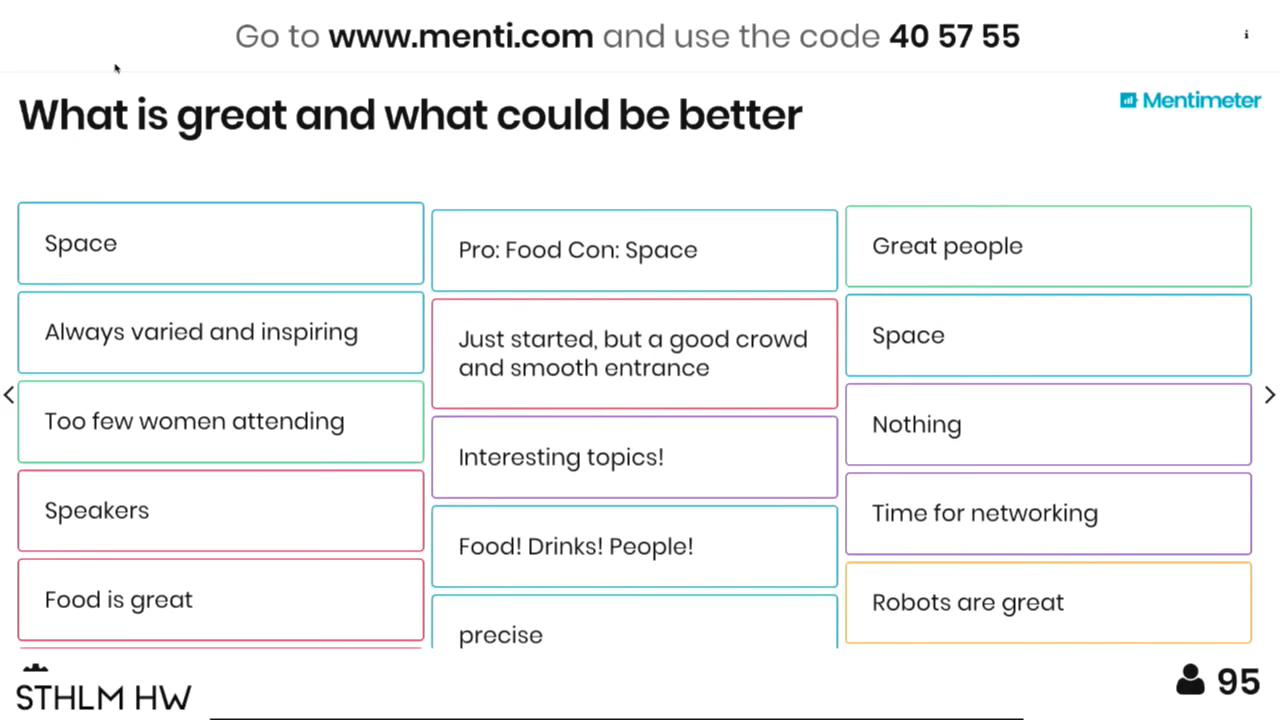 Go to www.menti.com and use the code 40 57 55
i
What is great and what could be better
Mentimeter
Space
Always varied and inspiring
Too few women attending
Speakers
Food is great
Pro: Food Con: Space
Just started, but a good crowd
and smooth entrance
Interesting topics!
Food! Drinks! People!
precise
Great people
Space
Nothing
Time for networking
Robots are great
STHLM HW
95